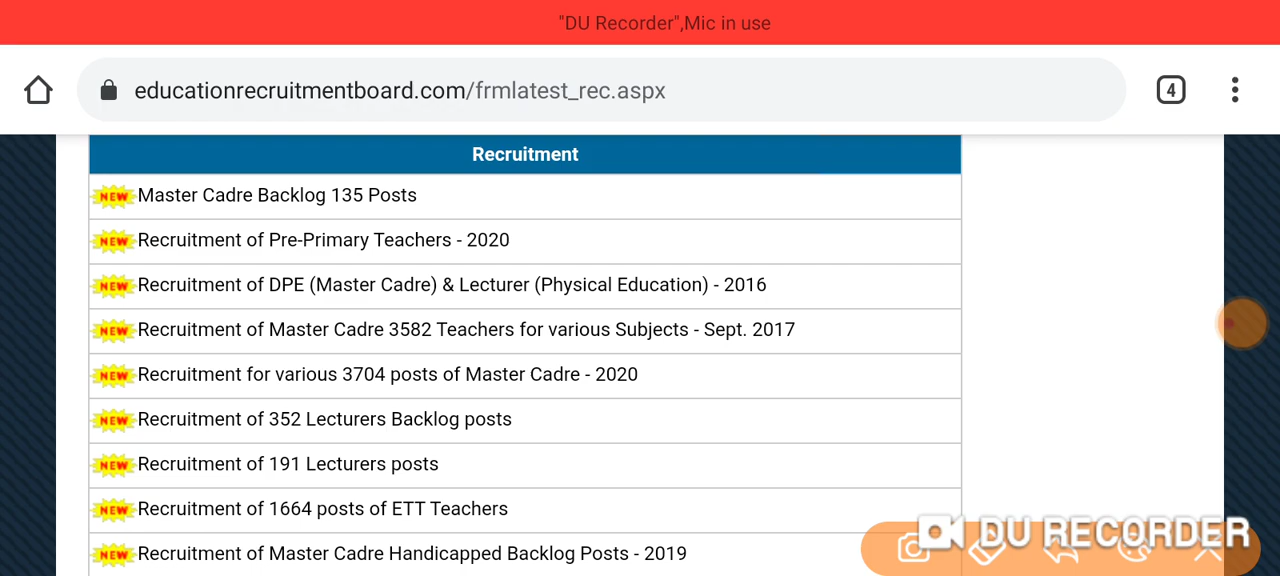 "DU Recorder",Mic in use
educationrecruitmentboard.com/frmlatest_rec.aspx
4
Recruitment
NEW Master Cadre Backlog 135 Posts
NEW Recruitment of Pre-Primary Teachers - 2020
NEW Recruitment of DPE (Master Cadre) & Lecturer (Physical Education) - 2016
NEW Recruitment of Master Cadre 3582 Teachers for various Subjects - Sept. 2017
NEW Recruitment for various 3704 posts of Master Cadre - 2020
NEW Recruitment of 352 Lecturers Backlog posts
NEW Recruitment of 191 Lecturers posts
NEW Recruitment of 1664 posts of ETT Teachers
NEW Recruitment of Master Cadre Handicapped Backlog Posts - 2019
DU RECORDER